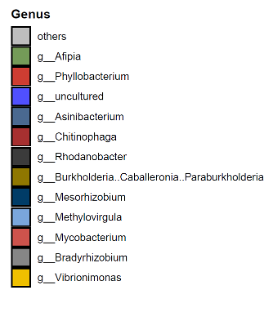 Genus
others
g__Afipia
g__Phyllobacterium
g__uncultured
g__Asinibacterium
g__Chitinophaga
g__Rhodanobacter
g__Burkholderia..Caballeronia..Paraburkholderia
g__Mesorhizobium
g__Methylovirgula
g__Mycobacterium
g__Bradyrhizobium
g__Vibrionimonas